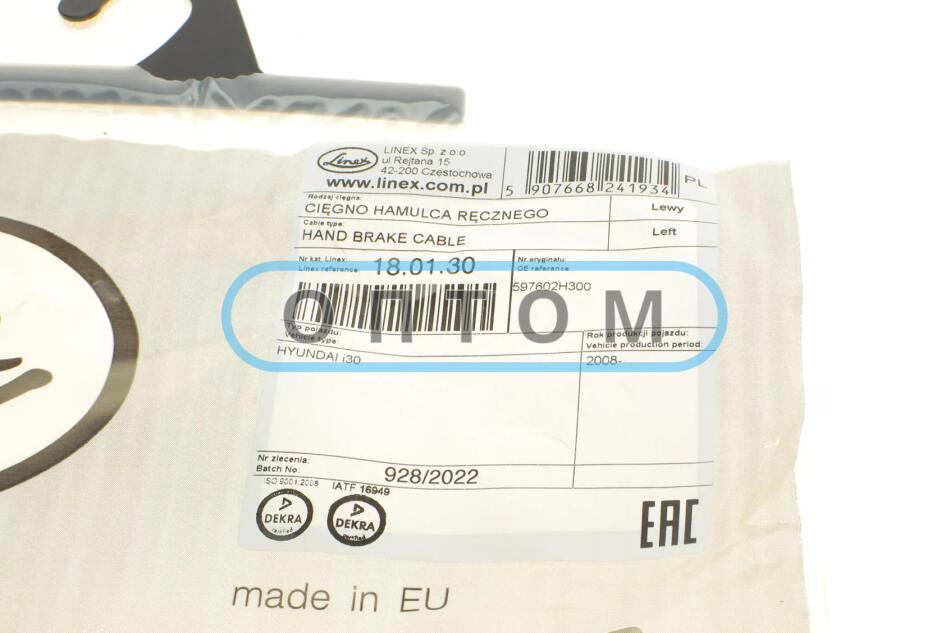 Linex
LINEX Sp. z o.o.
ul Rejtana 15
42-200 Częstochowa
www.linex.com.pl
5 907668 241934
PL
Rodzaj cięgna:
CIĘGNO HAMULCA RĘCZNEGO
Lewy
Cable type:
HAND BRAKE CABLE
Left
Nr kat. Linex:
Linex reference:
18.01.30
Nr oryginału:
OE reference:
597602H300
ОПТОМ
Typ pojazdu:
Vehicle type:
HYUNDAI i30
Rok produkcji pojazdu:
Vehicle production period:
2008-
Nr zlecenia:
Batch No:
928/2022
ISO 9001:2008
IATF 16949
DEKRA
certified
DEKRA
certified
EAC
made in EU